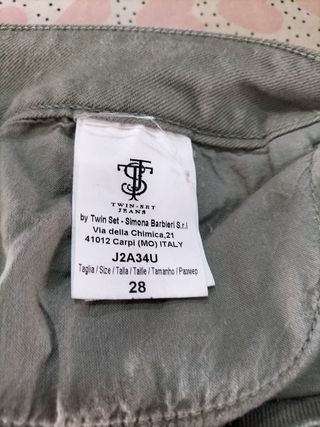 TJS
TWIN-SET
JEANS
by Twin Set - Simona Barbieri S.r.l
Via della Chimica,21
41012 Carpi (MO) ITALY
J2A34U
Taglia / Size / Talla / Taille / Tamanho / Размер
28